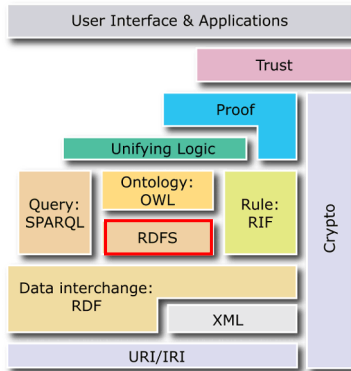 User Interface & Applications
Trust
Proof
Unifying Logic
Ontology:
OWL
Query:
SPARQL
Rule:
RIF
RDFS
Crypto
Data interchange:
RDF
XML
URI/IRI